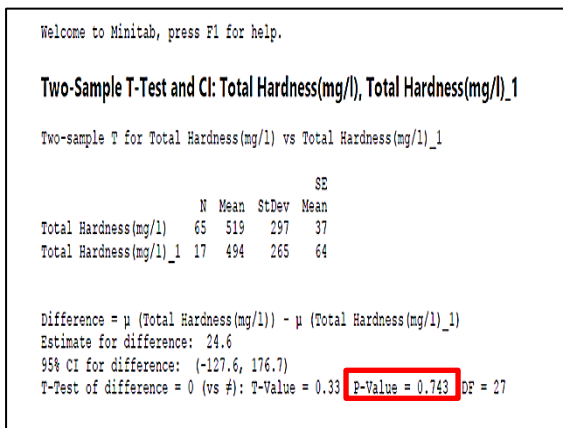 Welcome to Minitab, press F1 for help.
Two-Sample T-Test and CI: Total Hardness(mg/l), Total Hardness(mg/l)_1
Two-sample T for Total Hardness(mg/l) vs Total Hardness(mg/l)_1
SE
N Mean StDev Mean
Total Hardness(mg/l) 65 519 297 37
Total Hardness(mg/l)_1 17 494 265 64
Difference = μ (Total Hardness(mg/l)) - μ (Total Hardness(mg/l)_1)
Estimate for difference: 24.6
95% CI for difference: (-127.6, 176.7)
T-Test of difference = 0 (vs ≠): T-Value = 0.33 P-Value = 0.743 DF = 27